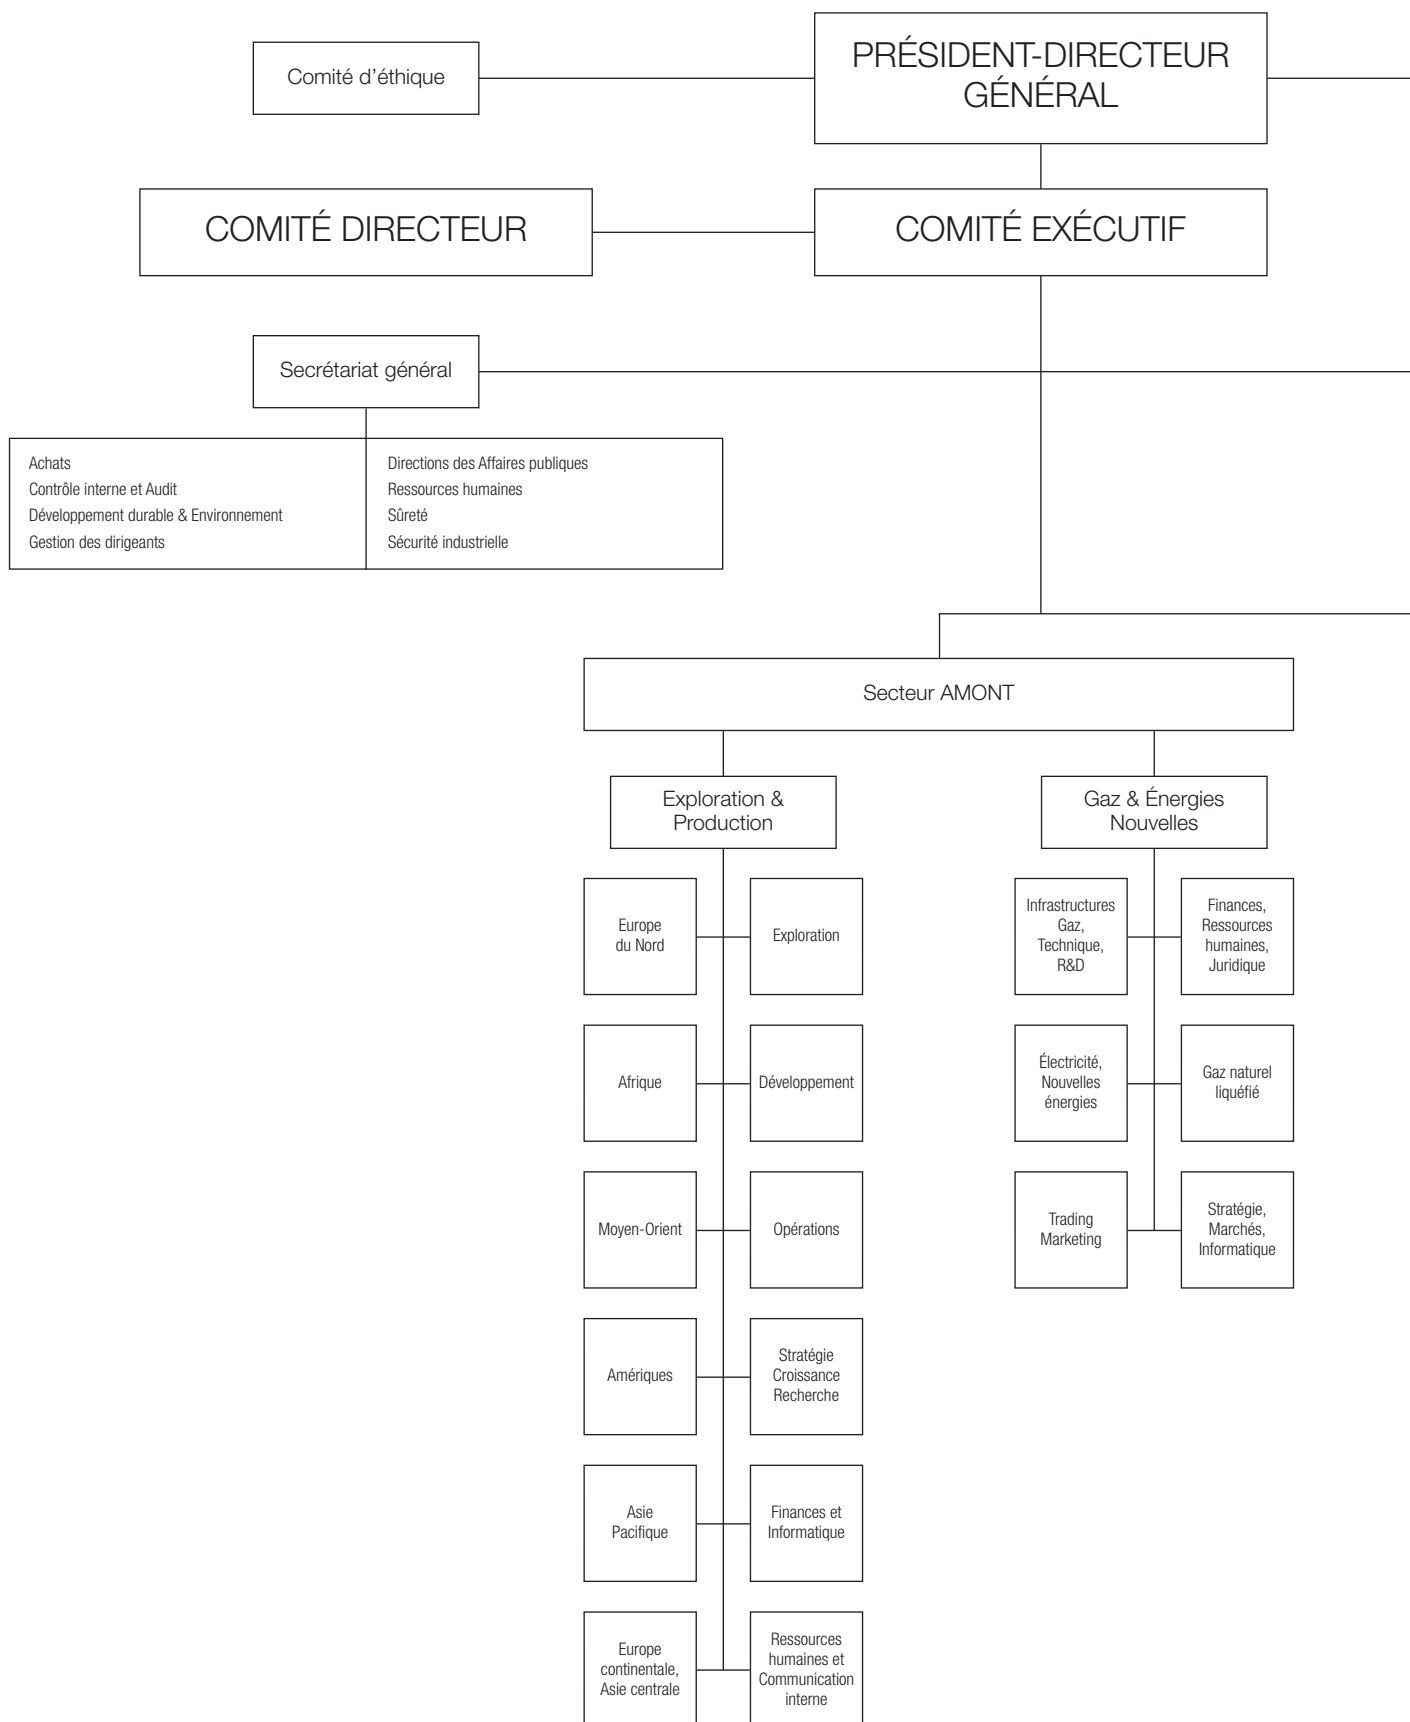 Comité d'éthique
PRÉSIDENT-DIRECTEUR
GÉNÉRAL
COMITÉ DIRECTEUR
COMITÉ EXÉCUTIF
Secrétariat général
Achats
Contrôle interne et Audit
Développement durable & Environnement
Gestion des dirigeants
Directions des Affaires publiques
Ressources humaines
Sûreté
Sécurité industrielle
Secteur AMONT
Exploration &
Production
Europe
du Nord
Exploration
Afrique
Développement
Moyen-Orient
Opérations
Amériques
Stratégie
Croissance
Recherche
Asie
Pacifique
Finances et
Informatique
Europe
continentale,
Asie centrale
Ressources
humaines et
Communication
interne
Gaz & Énergies
Nouvelles
Infrastructures
Gaz,
Technique,
R&D
Finances,
Ressources
humaines,
Juridique
Électricité,
Nouvelles
énergies
Gaz naturel
liquéfié
Trading
Marketing
Stratégie,
Marchés,
Informatique